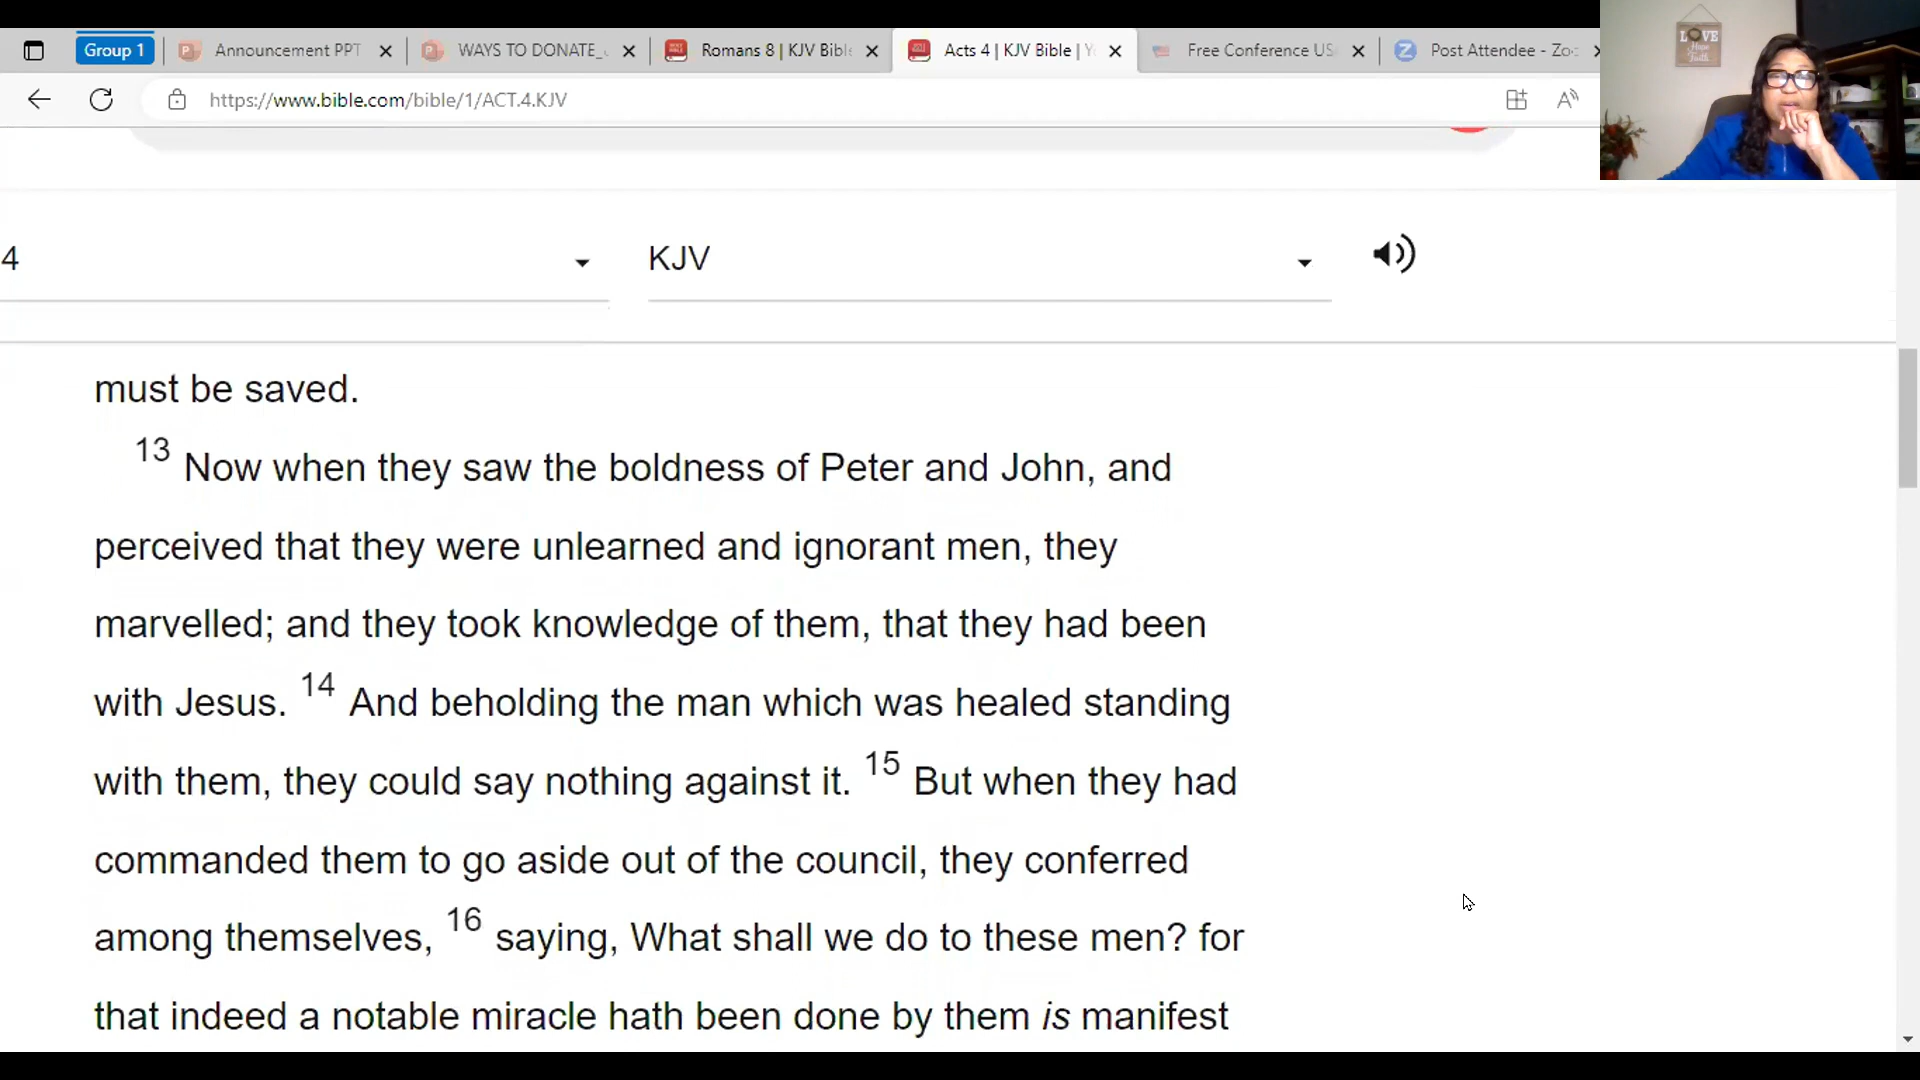 Group 1
Announcement PPT
WAYS TO DONATE_
Romans 8 | KJV Bible
Acts 4 | KJV Bible | Y
Free Conference US
Post Attendee - Zo
https://www.bible.com/bible/1/ACT.4.KJV
LOVE
Hope
Faith
4
KJV
must be saved.
13 Now when they saw the boldness of Peter and John, and
perceived that they were unlearned and ignorant men, they
marvelled; and they took knowledge of them, that they had been
with Jesus. 14 And beholding the man which was healed standing
with them, they could say nothing against it. 15 But when they had
commanded them to go aside out of the council, they conferred
among themselves, 16 saying, What shall we do to these men? for
that indeed a notable miracle hath been done by them is manifest